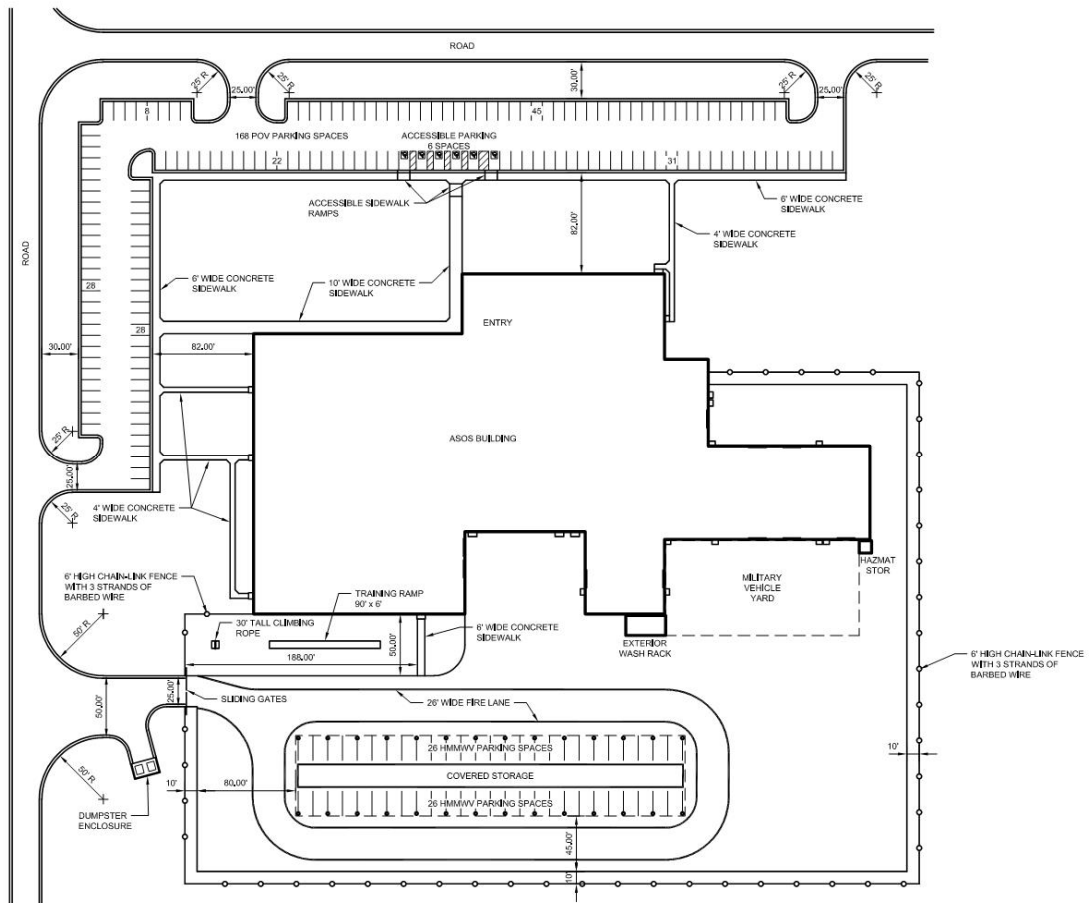 ROAD
25' R
25.00'
25' R
30.00'
25' R
25.00'
25' R
8
45
168 POV PARKING SPACES
ACCESSIBLE PARKING
6 SPACES
22
31
ROAD
ACCESSIBLE SIDEWALK
RAMPS
82.00'
6' WIDE CONCRETE
SIDEWALK
4' WIDE CONCRETE
SIDEWALK
28
6' WIDE CONCRETE
SIDEWALK
10' WIDE CONCRETE
SIDEWALK
ENTRY
28
30.00'
82.00'
25' R
ASOS BUILDING
25.00'
25' R
4' WIDE CONCRETE
SIDEWALK
HAZMAT
STOR
6' HIGH CHAIN-LINK FENCE
WITH 3 STRANDS OF
BARBED WIRE
TRAINING RAMP
90' x 6'
MILITARY
VEHICLE
YARD
30' TALL CLIMBING
ROPE
50' R
188.00'
50.00'
6' WIDE CONCRETE
SIDEWALK
EXTERIOR
WASH RACK
6' HIGH CHAIN-LINK FENCE
WITH 3 STRANDS OF
BARBED WIRE
50.00'
25.00'
SLIDING GATES
26' WIDE FIRE LANE
26 HMMWV PARKING SPACES
10'
COVERED STORAGE
50' R
10'
80.00'
26 HMMWV PARKING SPACES
DUMPSTER
ENCLOSURE
45.00'
10'